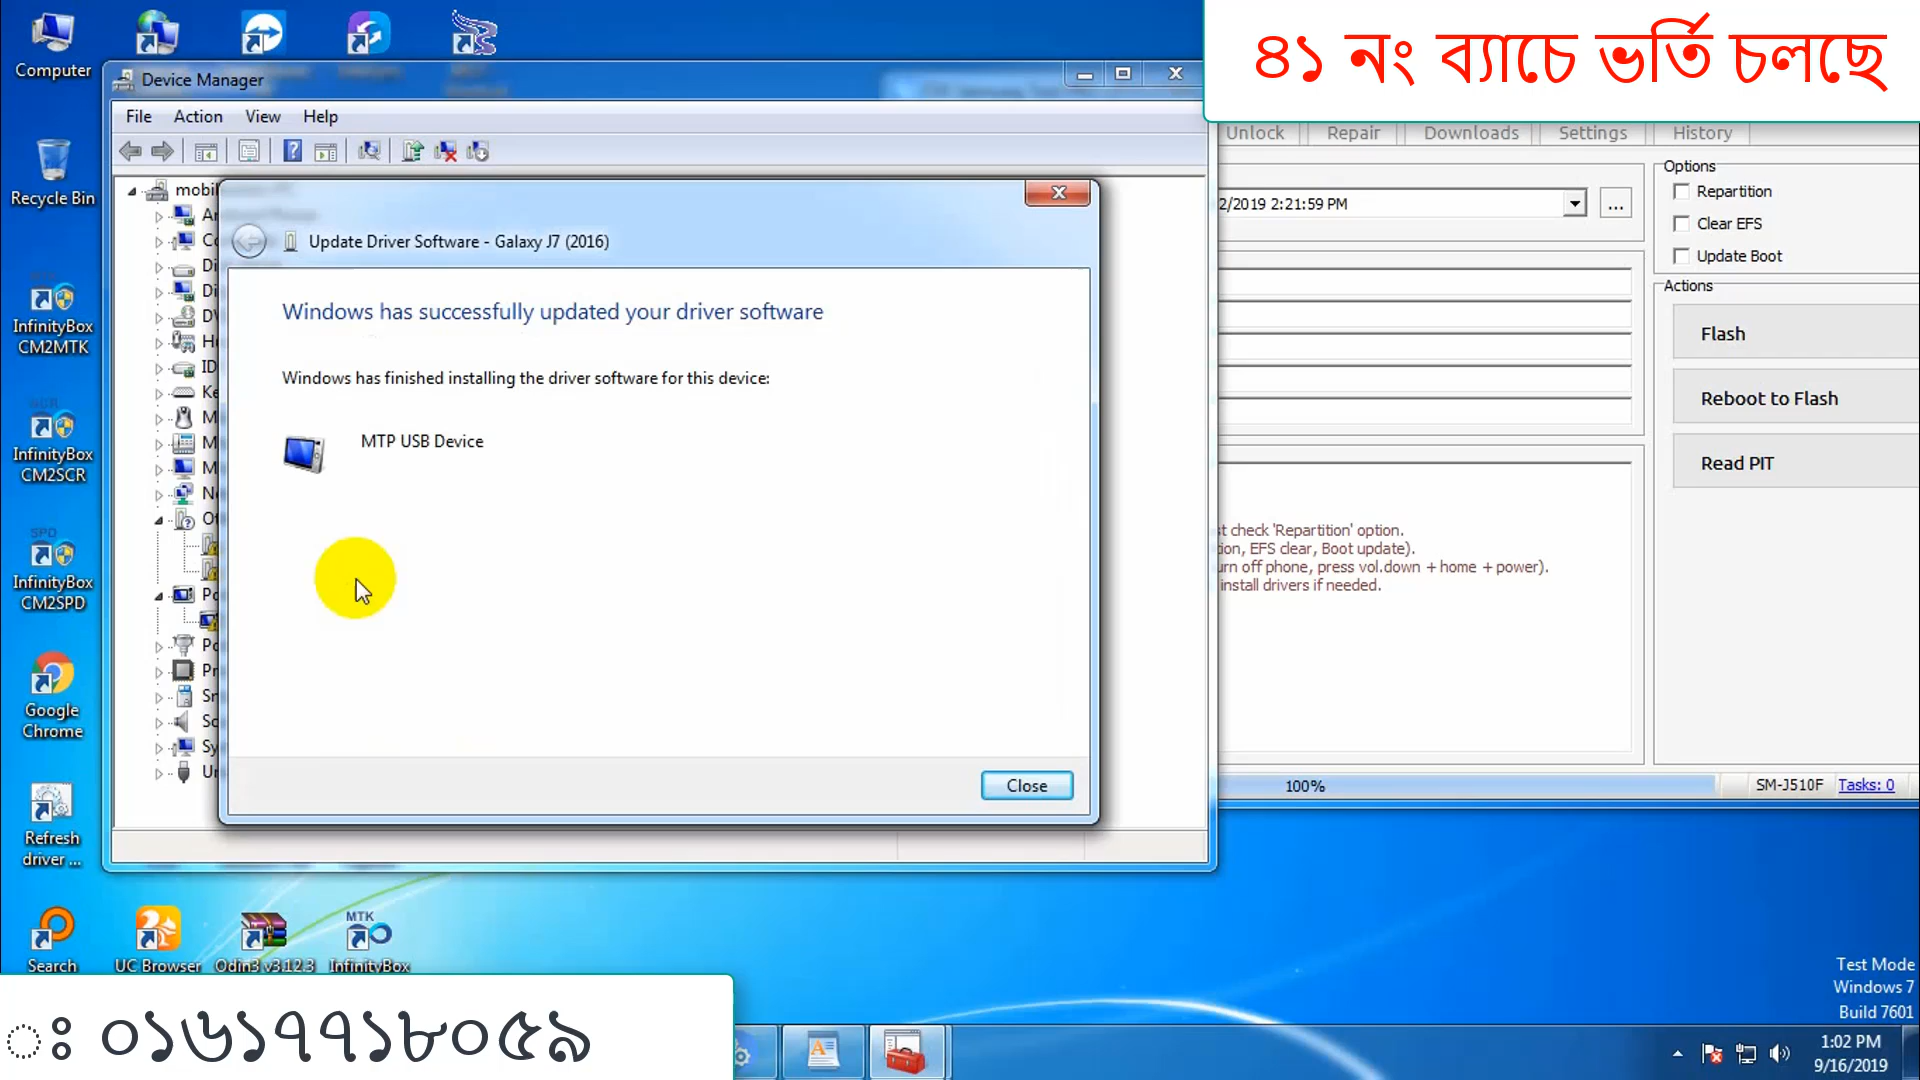 Computer
Recycle Bin
InfinityBox
CM2MTK
InfinityBox
CM2SCR
SPD
InfinityBox
CM2SPD
Google
Chrome
Refresh
driver ...
Search
UC Browser
Odin3 v3.12.3
MTK
InfinityBox
Device Manager
File Action View Help
mobil
Update Driver Software - Galaxy J7 (2016)
Windows has successfully updated your driver software
Windows has finished installing the driver software for this device:
MTP USB Device
Close
৪১ নং ব্যাচে ভর্তি চলছে
Unlock Repair Downloads Settings History
2/2019 2:21:59 PM
...
Options
Repartition
Clear EFS
Update Boot
Actions
Flash
Reboot to Flash
Read PIT
t check 'Repartition' option.
ion, EFS clear, Boot update).
urn off phone, press vol.down + home + power).
install drivers if needed.
100%
SM-J510F Tasks: 0
Test Mode
Windows 7
Build 7601
ঃ ০১৬১৭৭১৮০৫৯
1:02 PM
9/16/2019